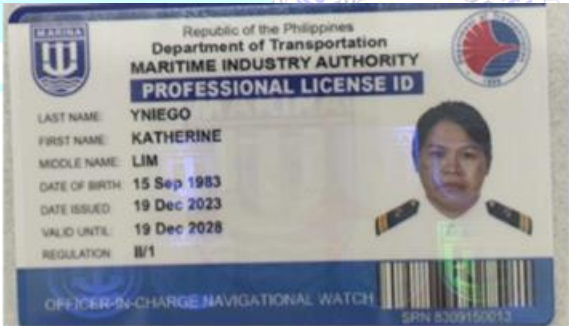 MARINA
Republic of the Philippines
Department of Transportation
MARITIME INDUSTRY AUTHORITY
PROFESSIONAL LICENSE ID
LAST NAME: YNIEGO
FIRST NAME: KATHERINE
MIDDLE NAME: LIM
DATE OF BIRTH: 15 Sep 1983
DATE ISSUED: 19 Dec 2023
VALID UNTIL: 19 Dec 2028
REGULATION: II/1
OFFICER-IN-CHARGE NAVIGATIONAL WATCH
SRN 8309150013